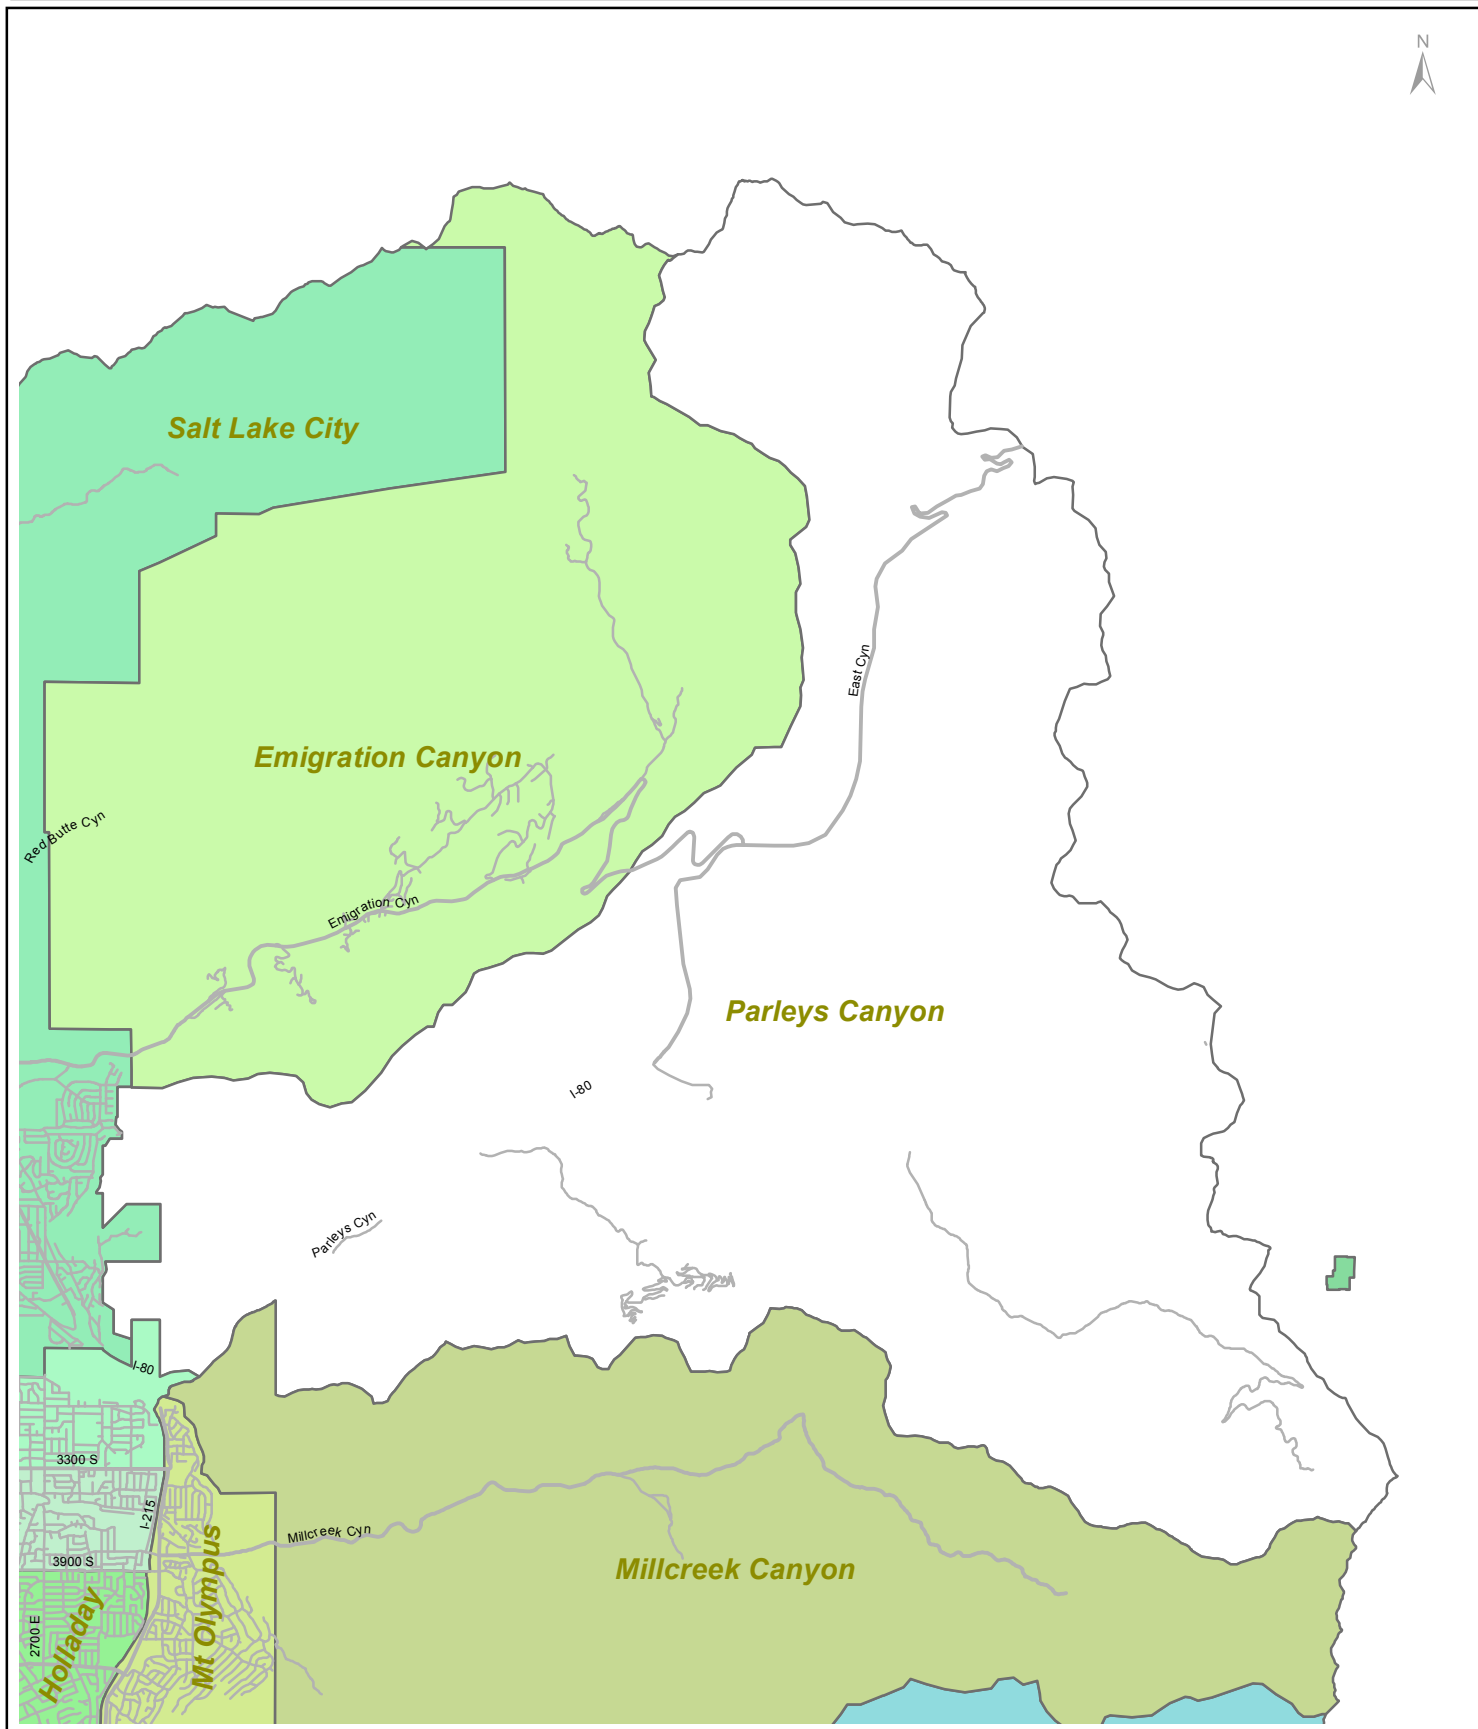 N
Salt Lake City
East Cyn
Emigration Canyon
Red Butte Cyn
Emigration Cyn
Parleys Canyon
I-80
Parleys Cyn
I-80
3300 S
I-215
Millcreek Cyn
3900 S
Millcreek Canyon
Mt Olympus
2700 E
Holladay